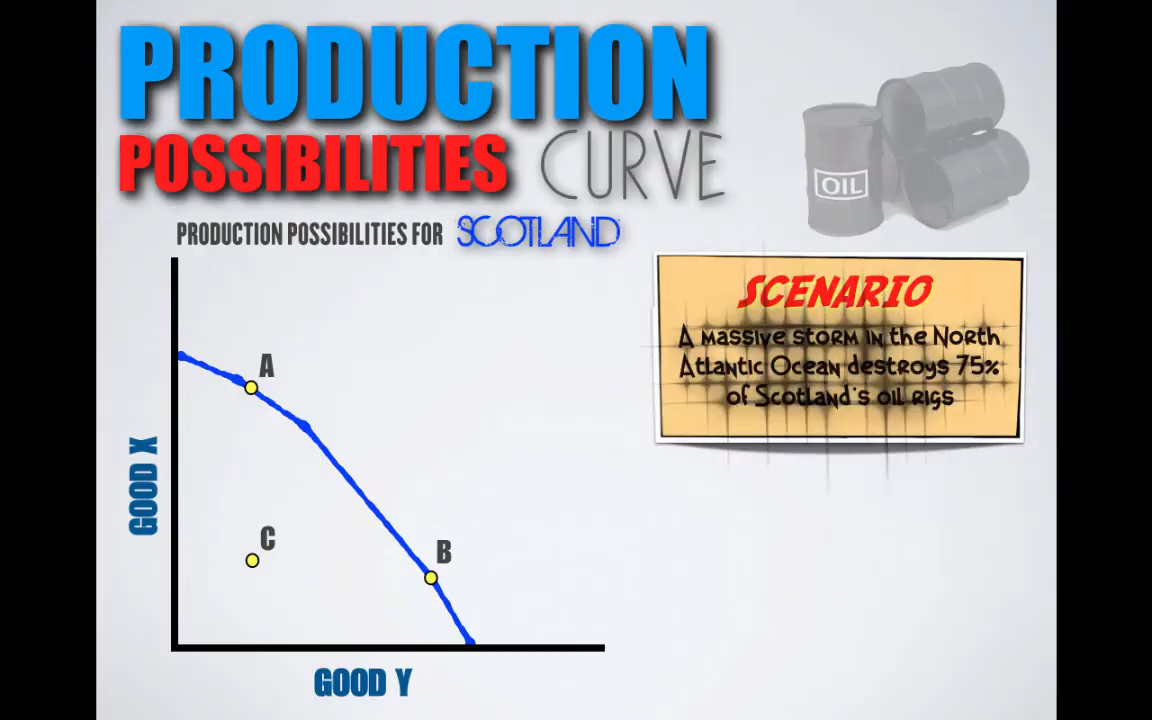 PRODUCTION
POSSIBILITIES CURVE
PRODUCTION POSSIBILITIES FOR SCOTLAND
OIL
SCENARIO
A massive storm in the North
Atlantic Ocean destroys 75%
of Scotland's oil rigs
A
GOOD X
C
B
GOOD Y